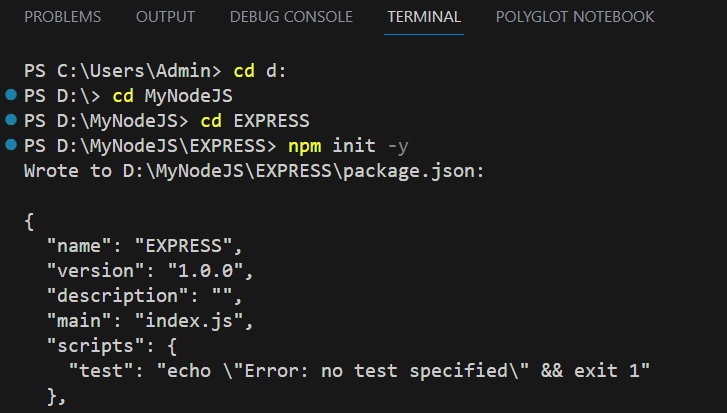 PROBLEMS OUTPUT DEBUG CONSOLE TERMINAL POLYGLOT NOTEBOOK
PS C:\Users\Admin> cd d:
PS D:\> cd MyNodeJS
PS D:\MyNodeJS> cd EXPRESS
PS D:\MyNodeJS\EXPRESS> npm init -y
Wrote to D:\MyNodeJS\EXPRESS\package.json:
{
  "name": "EXPRESS",
  "version": "1.0.0",
  "description": "",
  "main": "index.js",
  "scripts": {
    "test": "echo \"Error: no test specified\" && exit 1"
  },